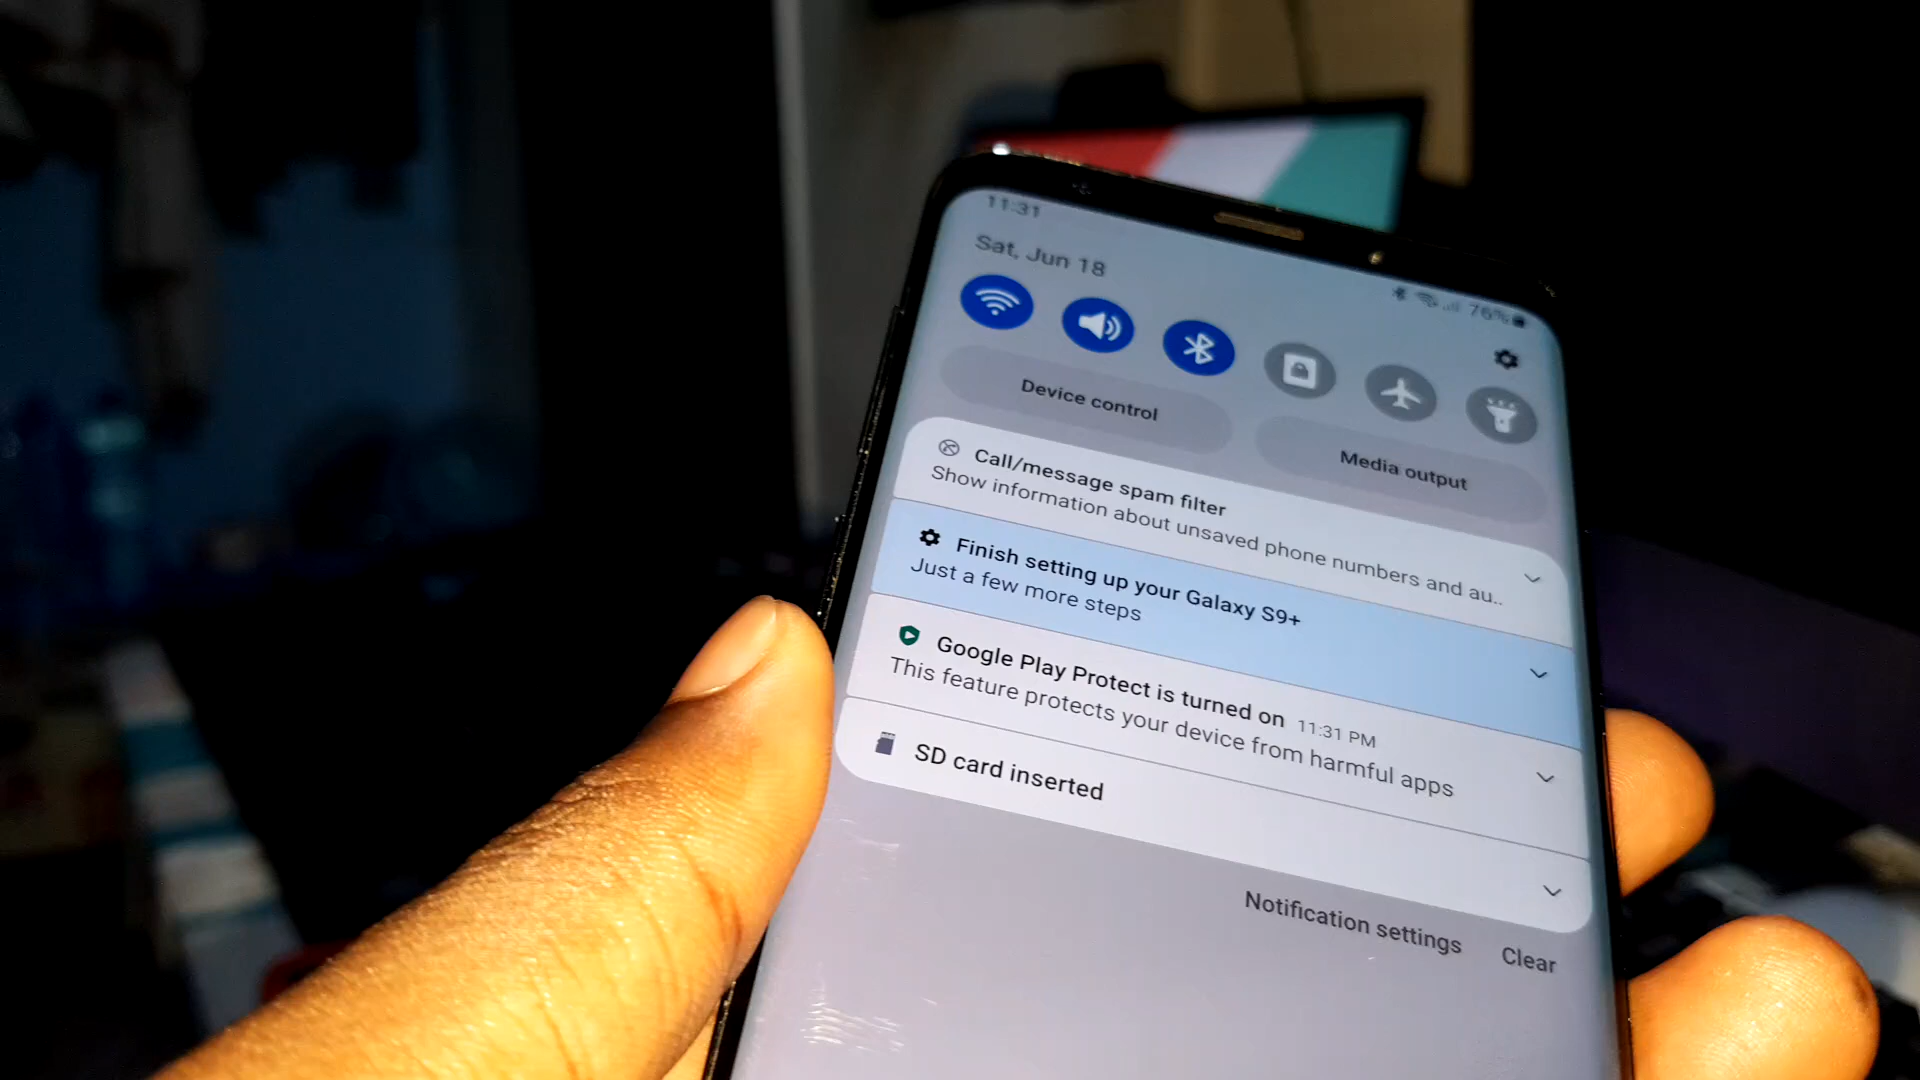 11:31
76%
Sat, Jun 18
Device control
Media output
Call/message spam filter
Show information about unsaved phone numbers and au..
Finish setting up your Galaxy S9+
Just a few more steps
Google Play Protect is turned on 11:31 PM
This feature protects your device from harmful apps
SD card inserted
Notification settings
Clear